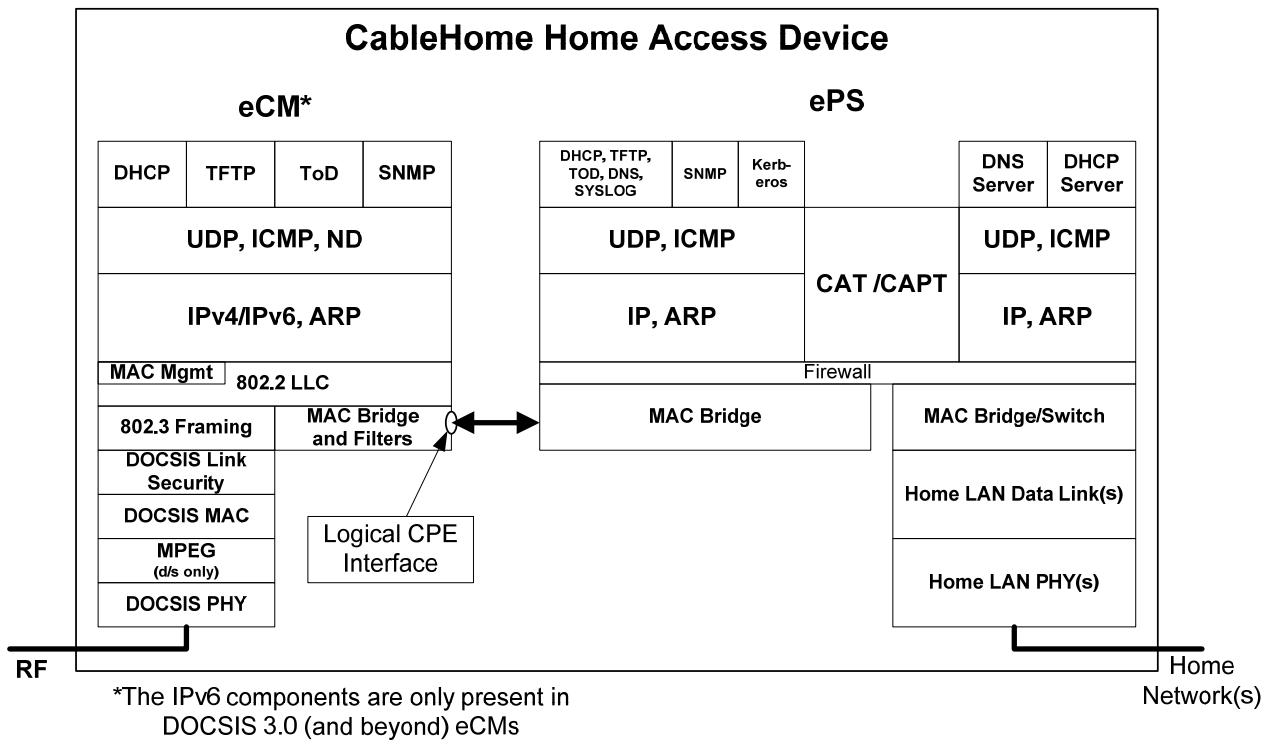 CableHome Home Access Device
eCM*
ePS
DHCP
TFTP
ToD
SNMP
UDP, ICMP, ND
IPv4/IPv6, ARP
MAC Mgmt
802.2 LLC
802.3 Framing
MAC Bridge
and Filters
DOCSIS Link
Security
DOCSIS MAC
MPEG
(d/s only)
DOCSIS PHY
Logical CPE
Interface
DHCP, TFTP,
TOD, DNS,
SYSLOG
SNMP
Kerb-
eros
DNS
Server
DHCP
Server
UDP, ICMP
CAT /CAPT
UDP, ICMP
IP, ARP
IP, ARP
Firewall
MAC Bridge
MAC Bridge/Switch
Home LAN Data Link(s)
Home LAN PHY(s)
RF
Home
Network(s)
*The IPv6 components are only present in
DOCSIS 3.0 (and beyond) eCMs